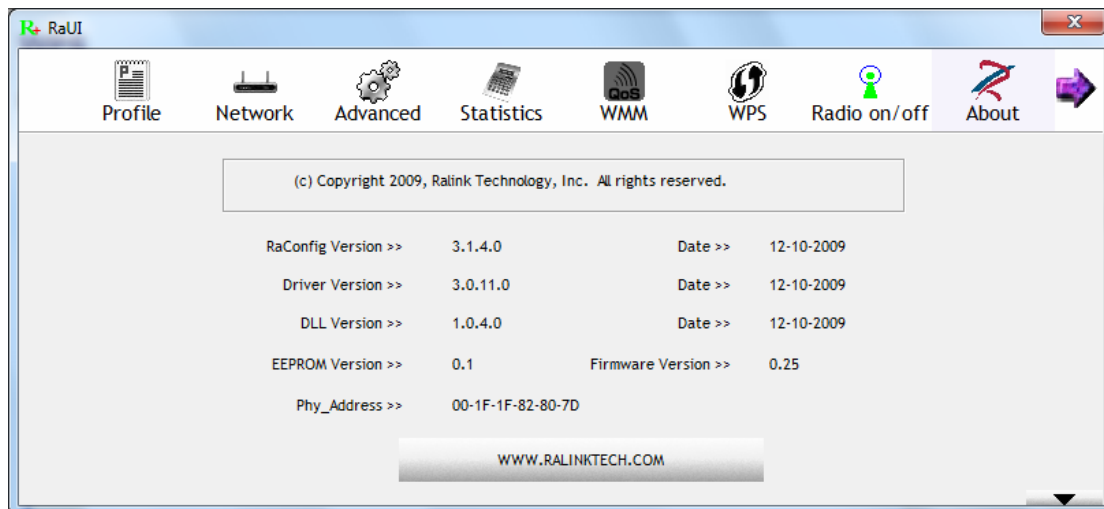 R+ RaUI
Profile Network Advanced Statistics QoS WMM WPS Radio on/off About
(c) Copyright 2009, Ralink Technology, Inc. All rights reserved.
RaConfig Version >> 3.1.4.0 Date >> 12-10-2009
Driver Version >> 3.0.11.0 Date >> 12-10-2009
DLL Version >> 1.0.4.0 Date >> 12-10-2009
EEPROM Version >> 0.1 Firmware Version >> 0.25
Phy_Address >> 00-1F-1F-82-80-7D
WWW.RALINKTECH.COM